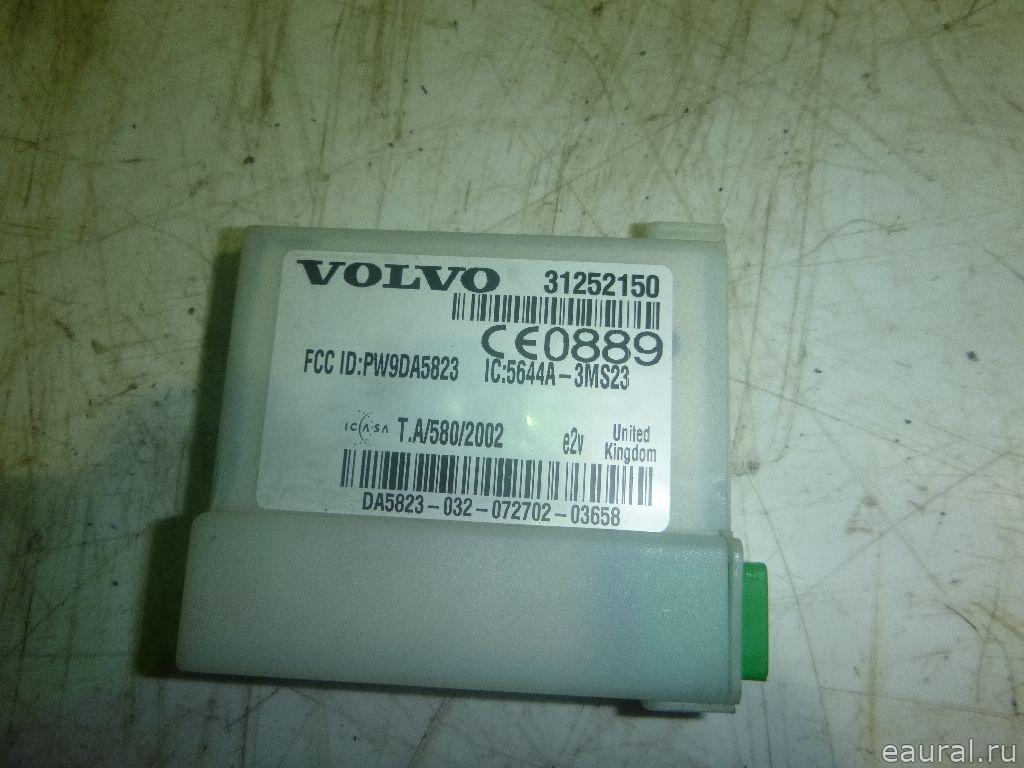 VOLVO 31252150
CE0889
FCC ID:PW9DA5823 IC:5644A-3MS23
ICASA T.A/580/2002 e2v United Kingdom
DA5823-032-072702-03658
eaural.ru